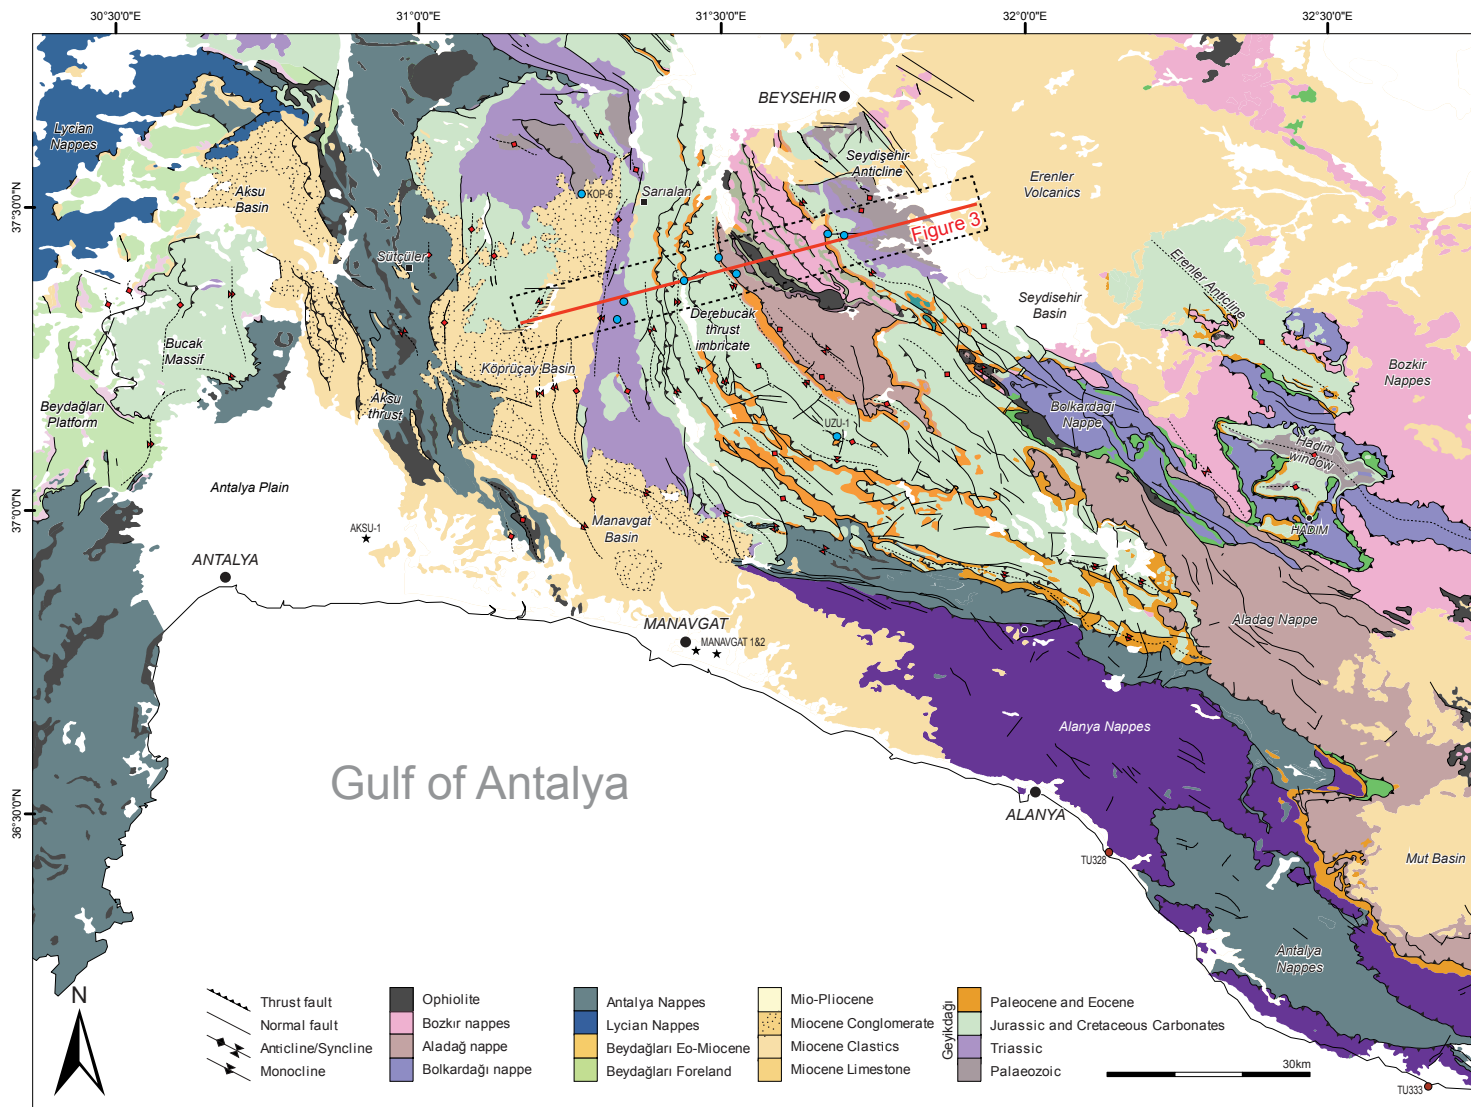 30°30'0"E
31°0'0"E
31°30'0"E
32°0'0"E
32°30'0"E
37°30'0"N
37°0'0"N
36°30'0"N
BEYSEHIR
Lycian
Nappes
Seydişehir
Anticline
Erenler
Volcanics
Aksu
Basin
KOP-5
Sarıalan
Figure 3
Sütçüler
Erenler Anticline
Seydisehir
Basin
Derebucak
thrust
imbricate
Bucak
Massif
Köprüçay Basin
Bozkir
Nappes
Beydağları
Platform
Aksu
thrust
Bolkardagi
Nappe
UZU-1
Hadim
window
Antalya Plain
AKSU-1
Manavgat
Basin
HADIM
ANTALYA
MANAVGAT
MANAVGAT 1&2
Aladag Nappe
Alanya Nappes
Gulf of Antalya
ALANYA
TU328
Mut Basin
Antalya
Nappes
TU333
N
Thrust fault
Normal fault
Anticline/Syncline
Monocline
Ophiolite
Bozkır nappes
Aladağ nappe
Bolkardağı nappe
Antalya Nappes
Lycian Nappes
Beydağları Eo-Miocene
Beydağları Foreland
Mio-Pliocene
Miocene Conglomerate
Miocene Clastics
Miocene Limestone
Geyikdağı
Paleocene and Eocene
Jurassic and Cretaceous Carbonates
Triassic
Palaeozoic
30km